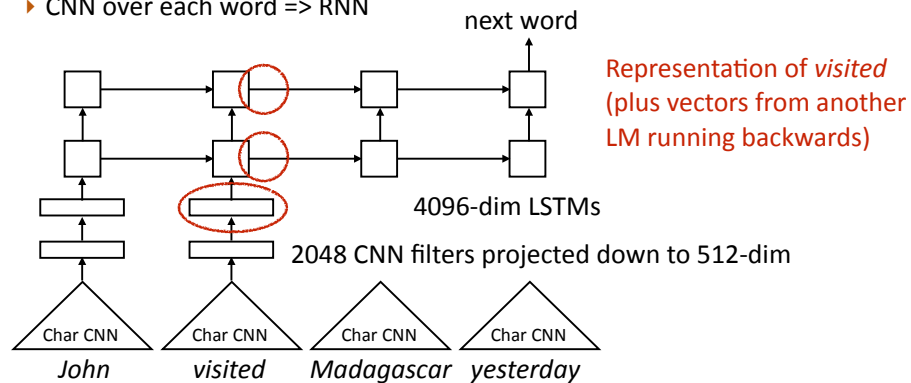 ▸ CNN over each word => RNN
next word
Representation of visited
(plus vectors from another
LM running backwards)
4096-dim LSTMs
2048 CNN filters projected down to 512-dim
Char CNN Char CNN Char CNN Char CNN
John visited Madagascar yesterday